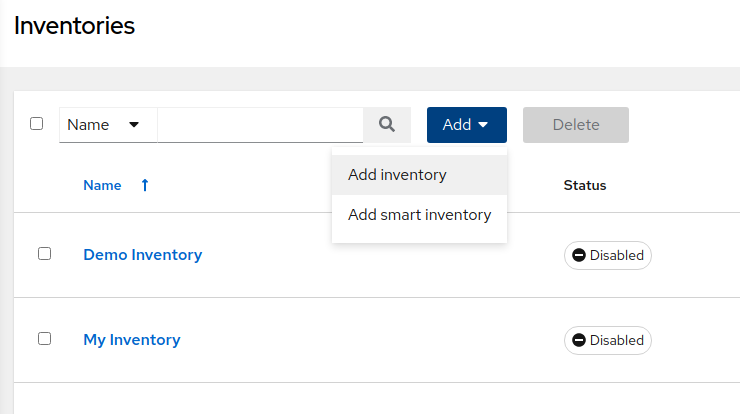 Inventories
Name Add Delete
Add inventory
Add smart inventory
Name Status
Demo Inventory Disabled
My Inventory Disabled